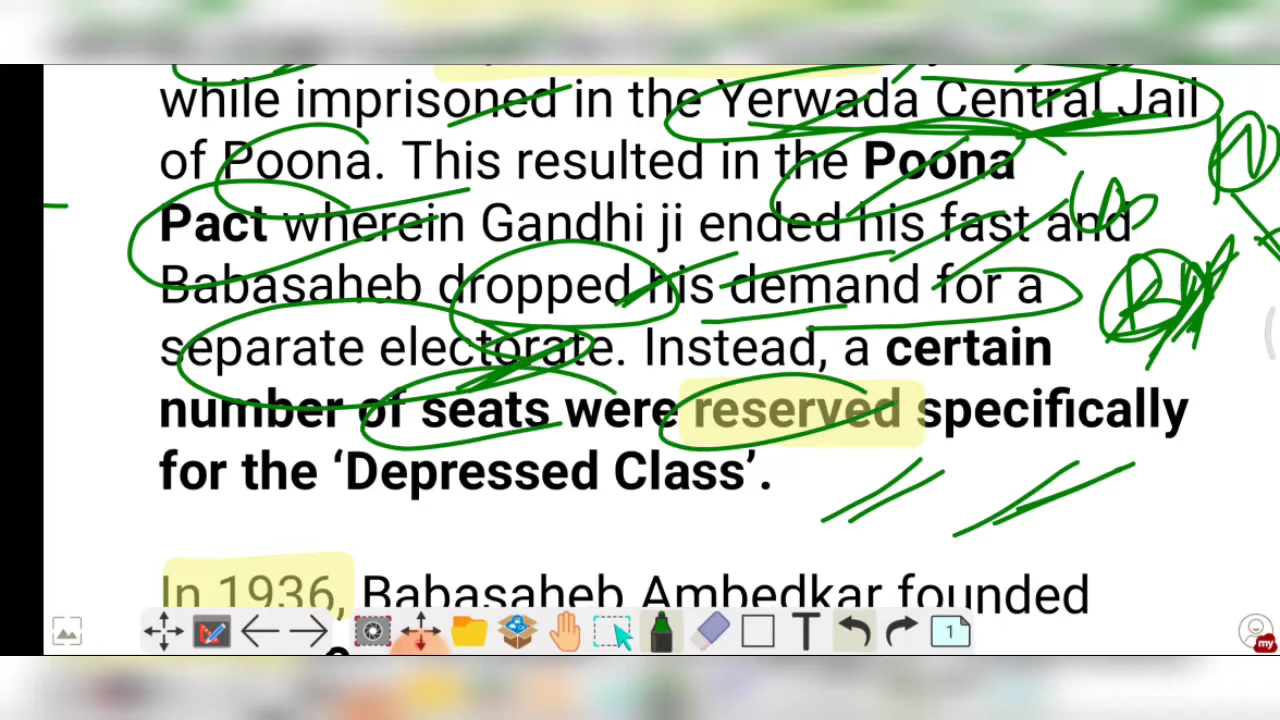 while imprisoned in the Yerwada Central Jail
of Poona. This resulted in the Poona
Pact wherein Gandhi ji ended his fast and
Babasaheb dropped his demand for a
separate electorate. Instead, a certain
number of seats were reserved specifically
for the ‘Depressed Class’.
In 1936, Babasaheb Ambedkar founded
T
1
my